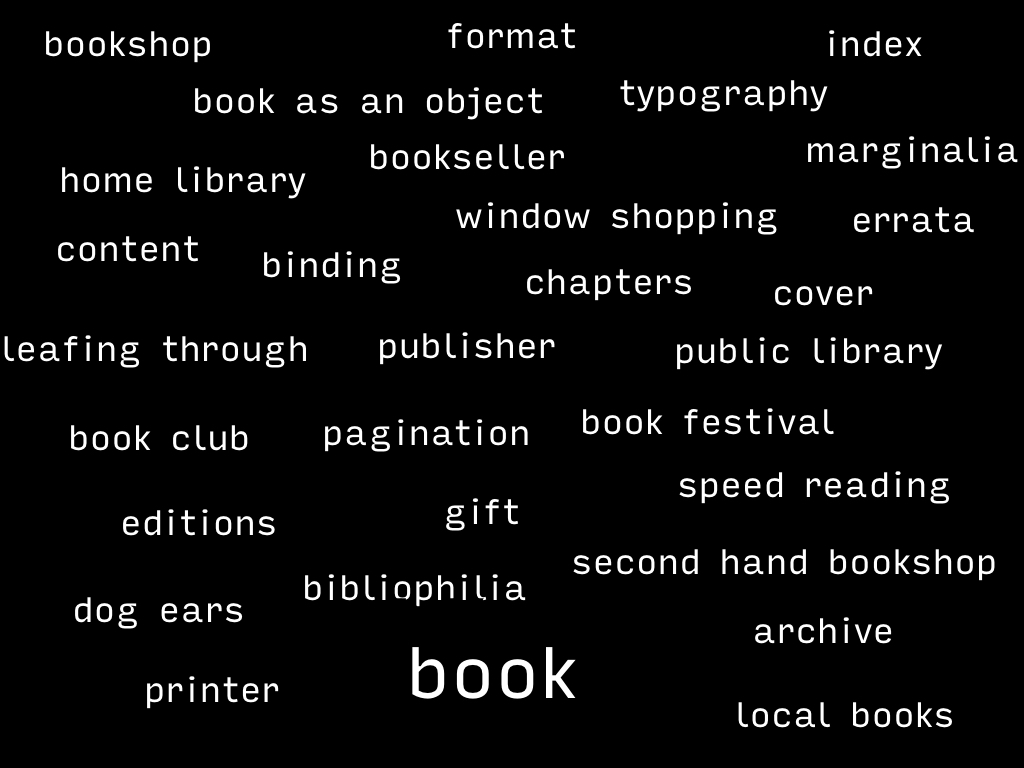 bookshop
format
index
book as an object
typography
bookseller
marginalia
home library
window shopping
errata
content
binding
chapters
cover
leafing through
publisher
public library
book club
pagination
book festival
speed reading
editions
gift
second hand bookshop
bibliophilia
dog ears
archive
book
printer
local books